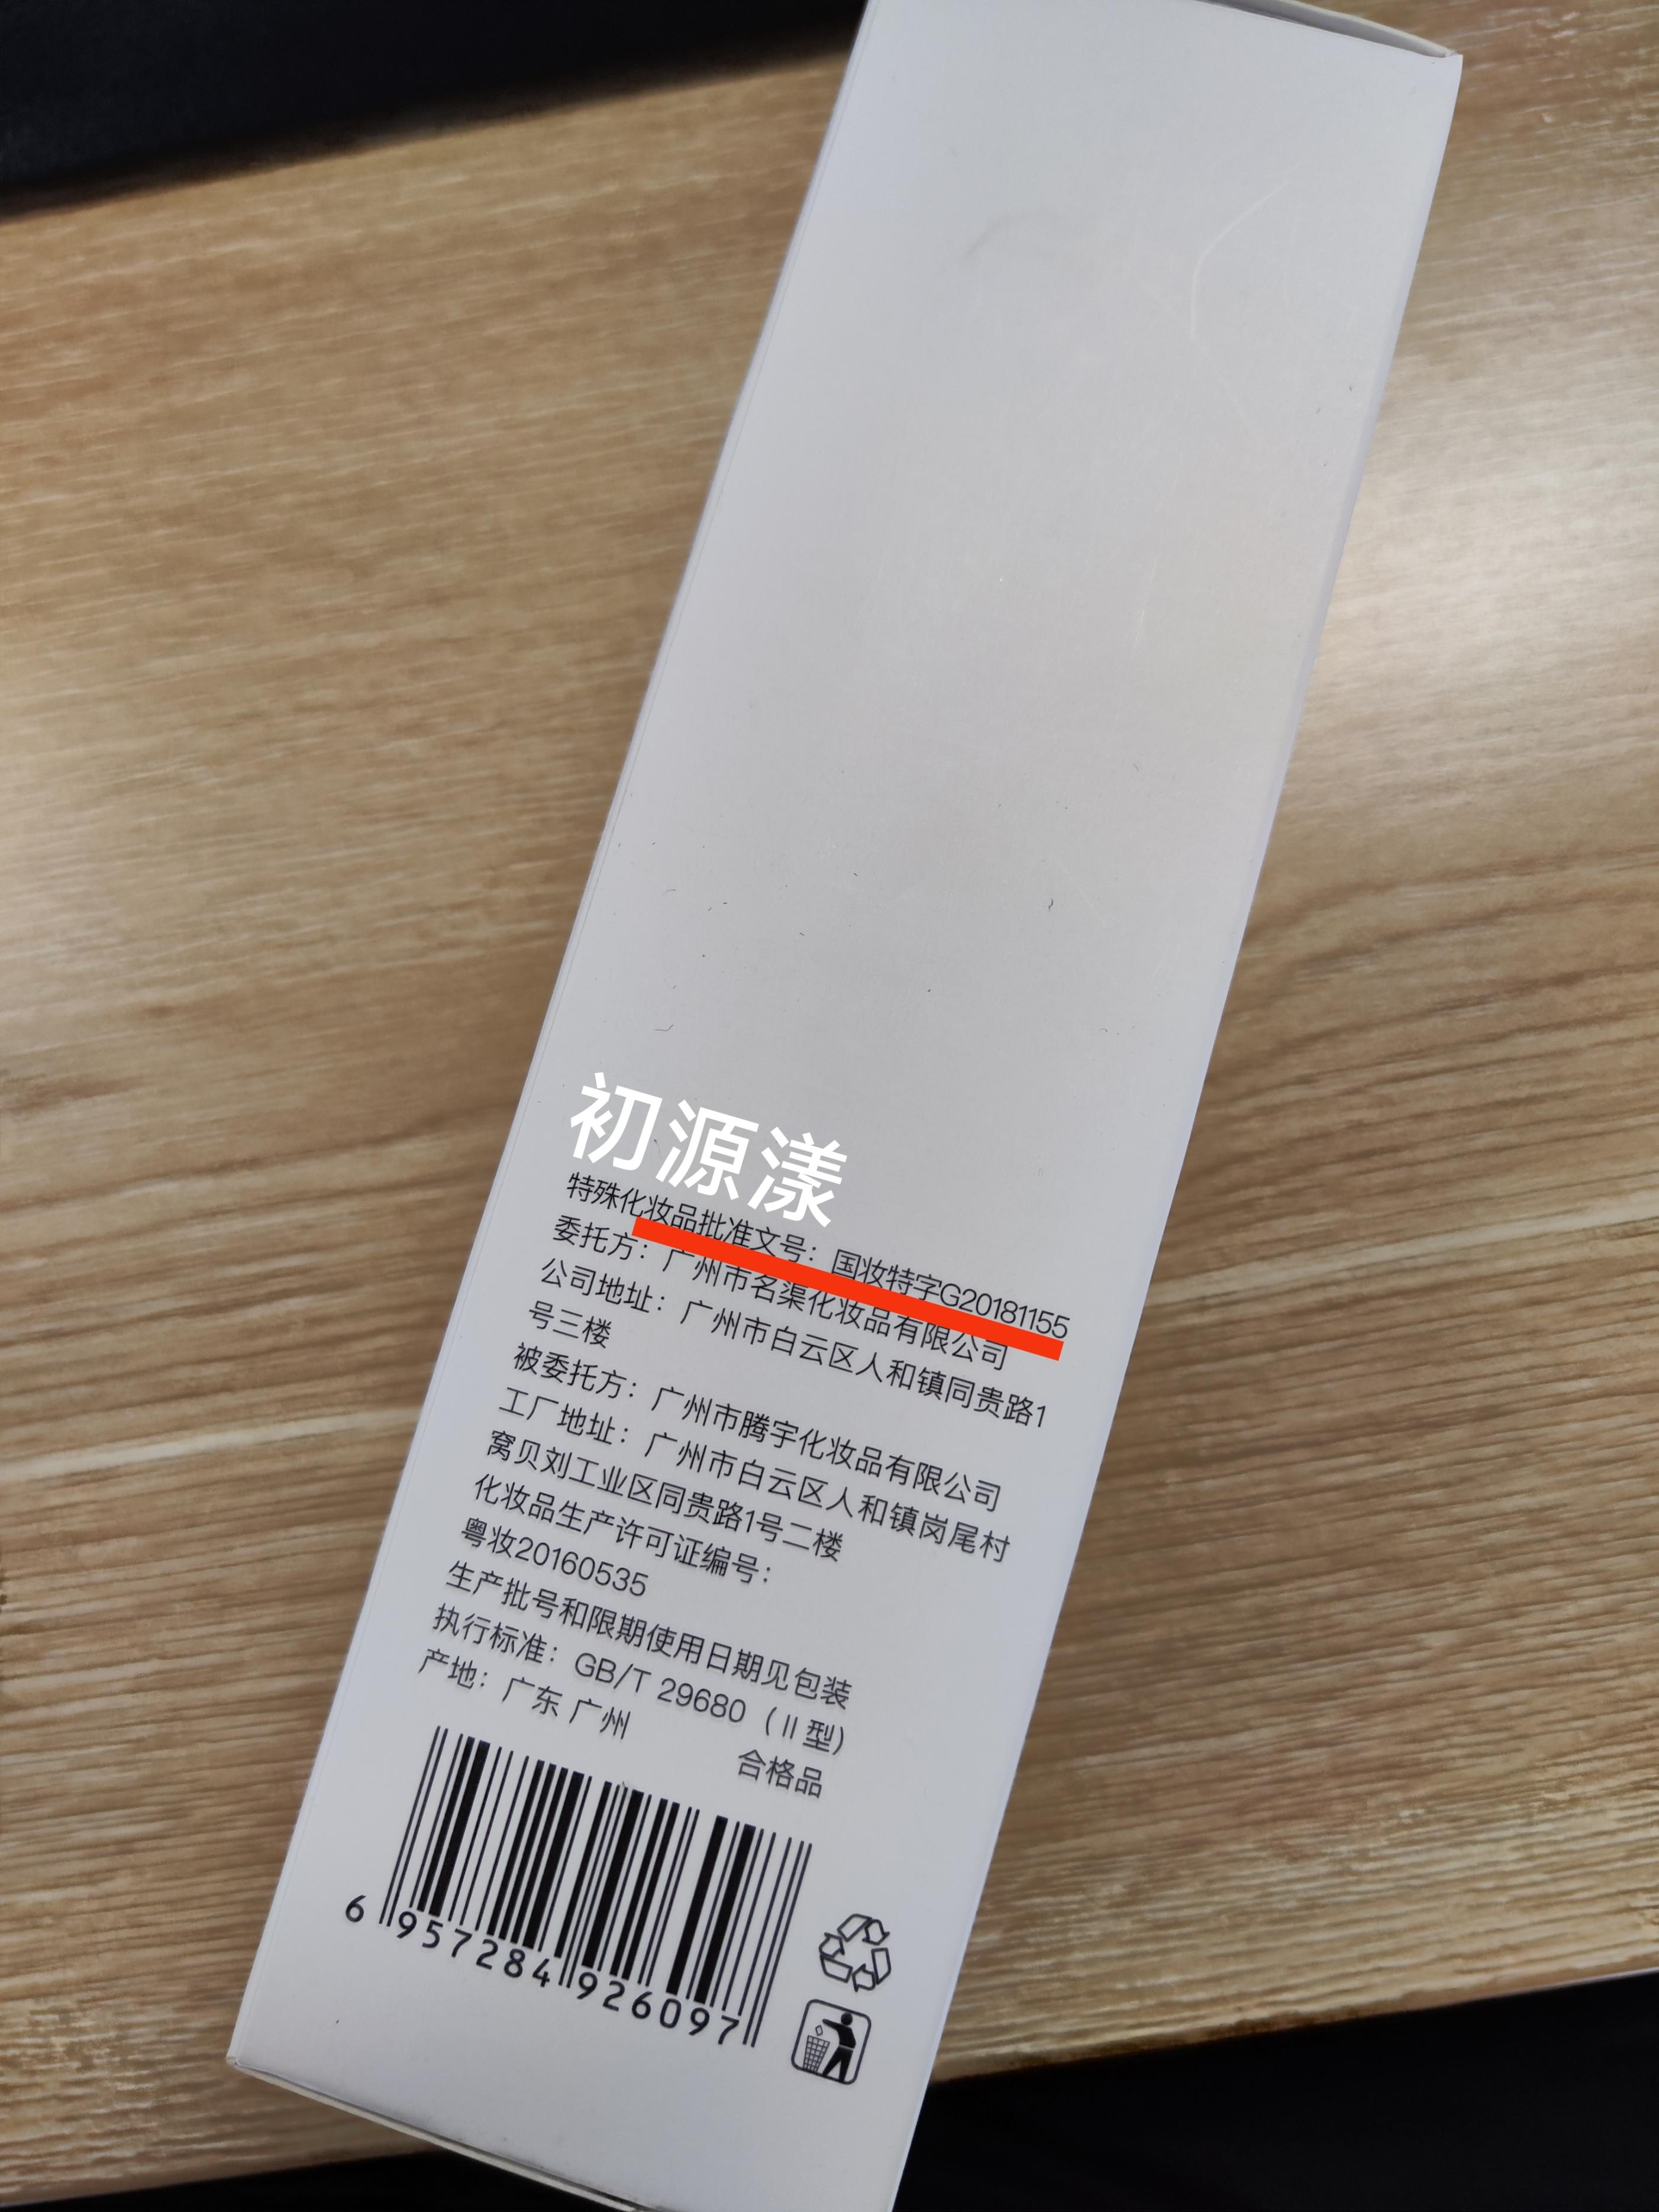 初源漾
特殊化妆品批准文号：国妆特字G20181155
委托方：广州市名渠化妆品有限公司
公司地址：广州市白云区人和镇同贵路1
号三楼
被委托方：广州市腾宇化妆品有限公司
工厂地址：广州市白云区人和镇岗尾村
窝贝刘工业区同贵路1号二楼
化妆品生产许可证编号：
粤妆20160535
生产批号和限期使用日期见包装
执行标准：GB/T 29680（II型）
产地：广东 广州
合格品
6 957284 926097